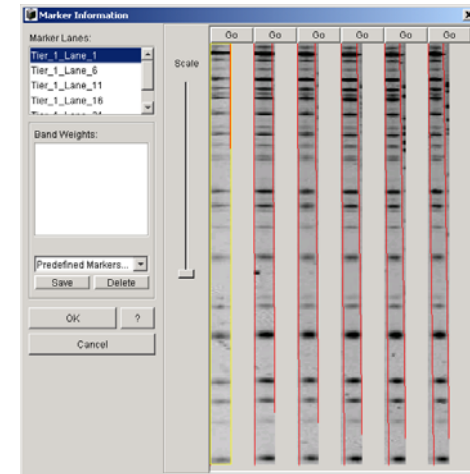 Marker Information
Marker Lanes:
Tier_1_Lane_1
Tier_1_Lane_6
Tier_1_Lane_11
Tier_1_Lane_16
Band Weights:
Predefined Markers...
Save Delete
OK ?
Cancel
Scale
Go Go Go Go Go Go